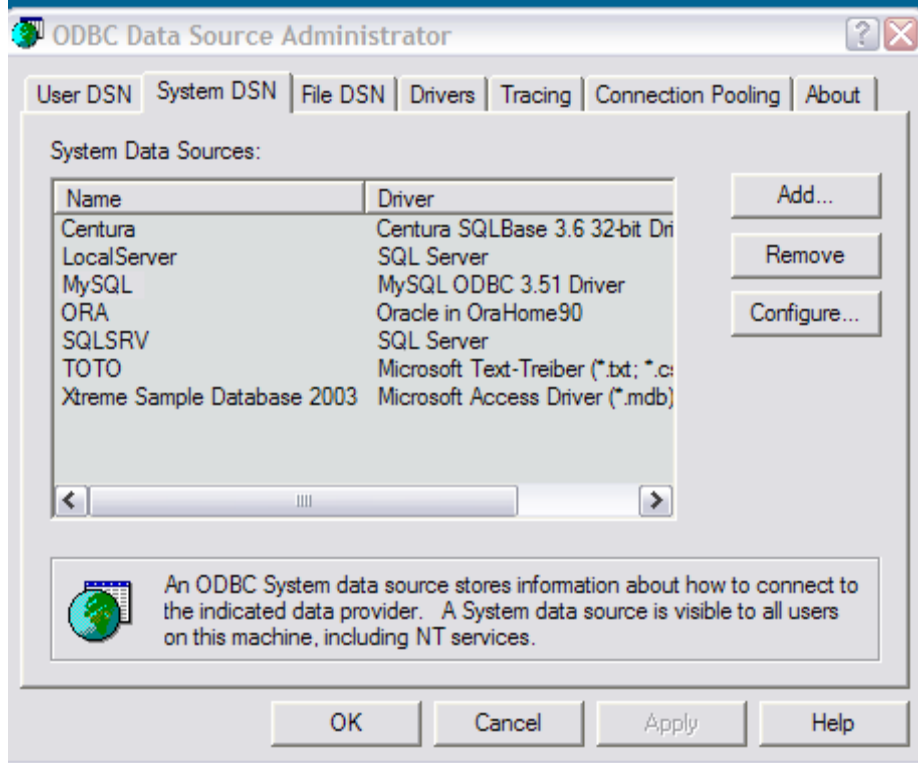 ODBC Data Source Administrator
User DSN System DSN File DSN Drivers Tracing Connection Pooling About
System Data Sources:
Name Driver
Centura Centura SQLBase 3.6 32-bit Dri
LocalServer SQL Server
MySQL MySQL ODBC 3.51 Driver
ORA Oracle in OraHome90
SQLSRV SQL Server
TOTO Microsoft Text-Treiber (*.txt; *.cs
Xtreme Sample Database 2003 Microsoft Access Driver (*.mdb)
Add...
Remove
Configure...
An ODBC System data source stores information about how to connect to
the indicated data provider. A System data source is visible to all users
on this machine, including NT services.
OK Cancel Apply Help